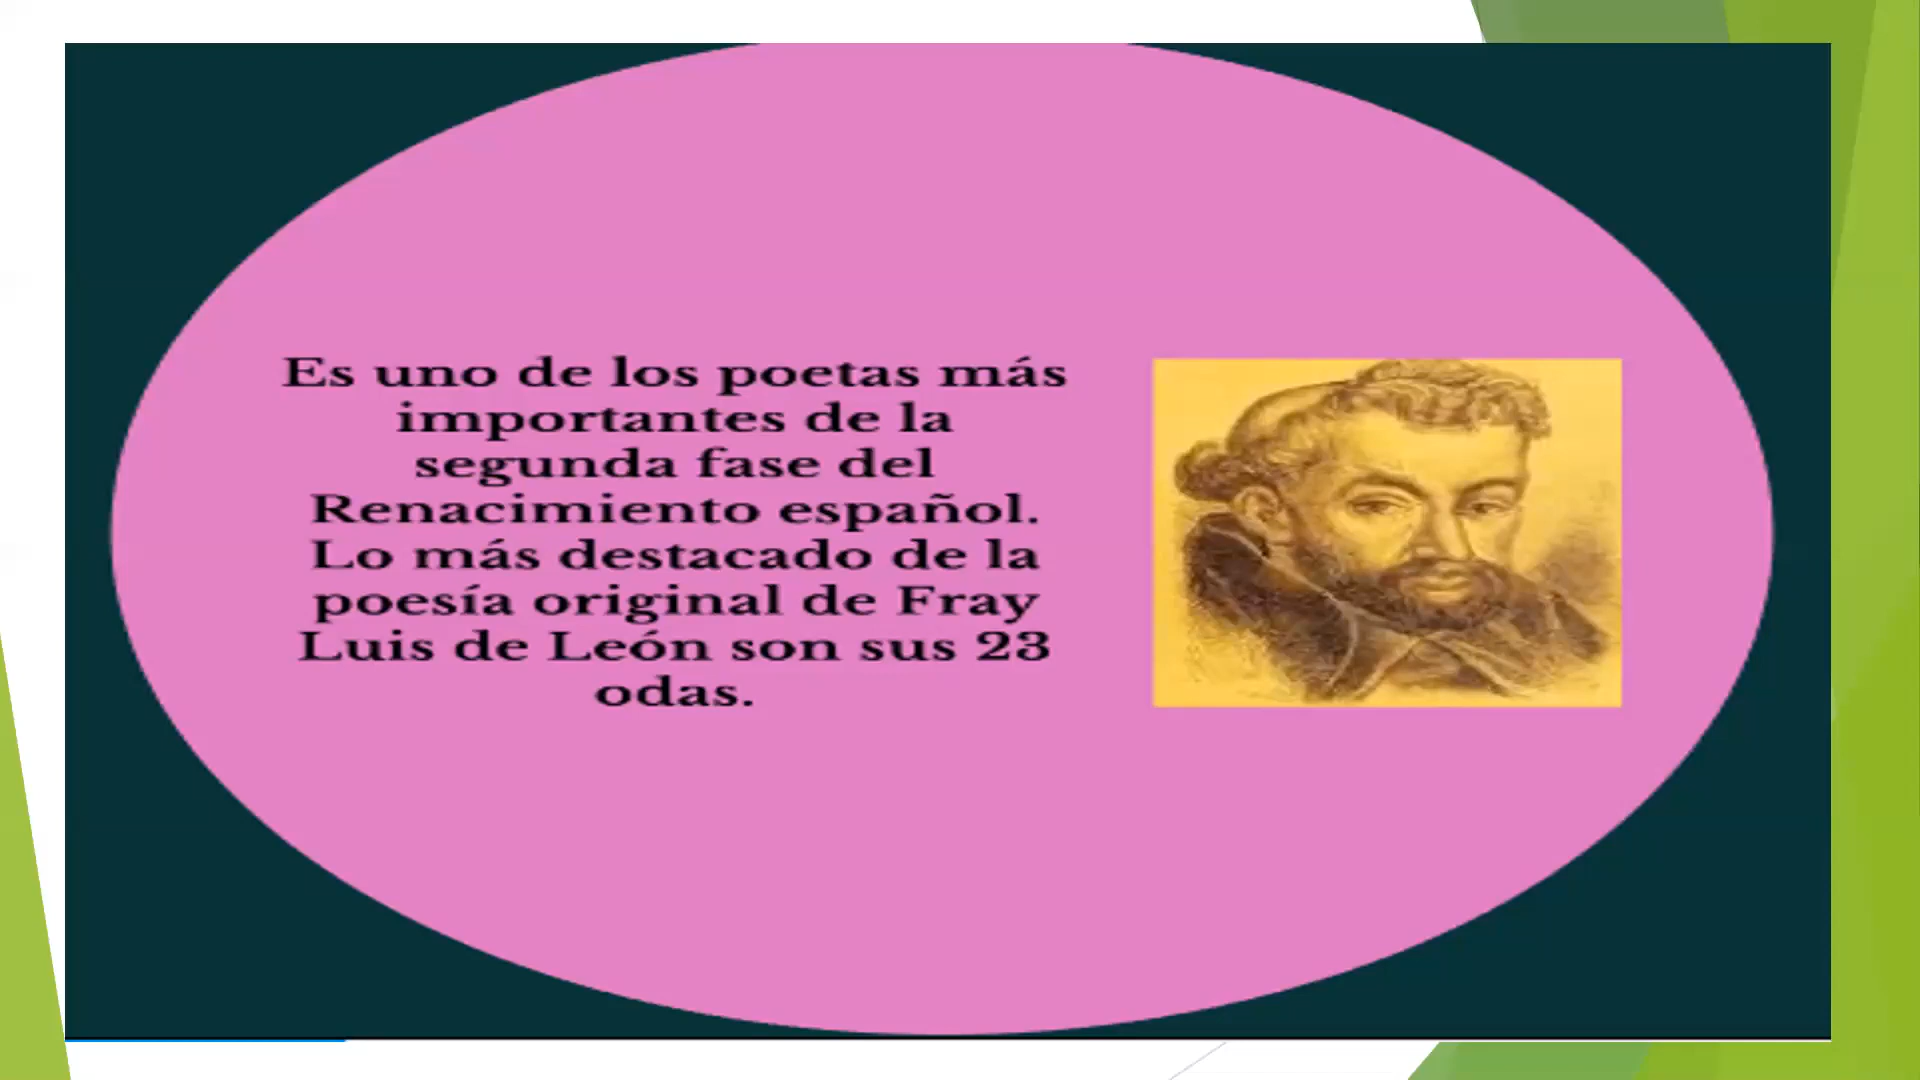 Es uno de los poetas más
importantes de la
segunda fase del
Renacimiento español.
Lo más destacado de la
poesía original de Fray
Luis de León son sus 23
odas.